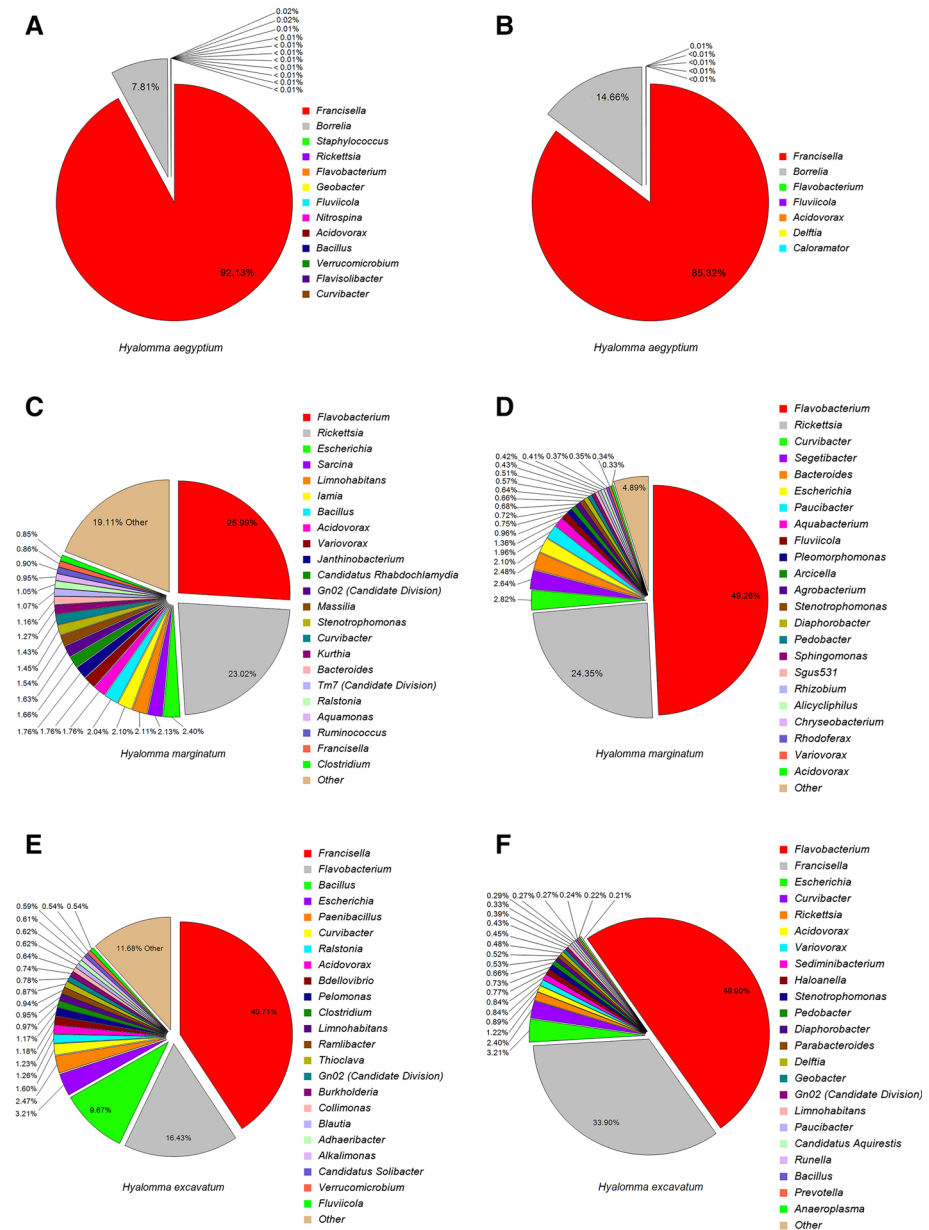 A
0.02%
0.02%
0.01%
< 0.01%
< 0.01%
< 0.01%
< 0.01%
< 0.01%
< 0.01%
< 0.01%
< 0.01%
7.81%
92.13%
Francisella
Borrelia
Staphylococcus
Rickettsia
Flavobacterium
Geobacter
Fluviicola
Nitrospina
Acidovorax
Bacillus
Verrucomicrobium
Flavisolibacter
Curvibacter
Hyalomma aegyptium
B
0.01%
<0.01%
<0.01%
<0.01%
<0.01%
14.66%
85.32%
Francisella
Borrelia
Flavobacterium
Fluviicola
Acidovorax
Delftia
Caloramator
Hyalomma aegyptium
C
19.11% Other
25.99%
23.02%
0.85%
0.86%
0.90%
0.95%
1.05%
1.07%
1.16%
1.27%
1.43%
1.45%
1.54%
1.63%
1.66%
1.76% 1.76% 1.76% 2.04% 2.10% 2.11% 2.13% 2.40%
Flavobacterium
Rickettsia
Escherichia
Sarcina
Limnohabitans
Iamia
Bacillus
Acidovorax
Variovorax
Janthinobacterium
Candidatus Rhabdochlamydia
Gn02 (Candidate Division)
Massilia
Stenotrophomonas
Curvibacter
Kurthia
Bacteroides
Tm7 (Candidate Division)
Ralstonia
Aquamonas
Ruminococcus
Francisella
Clostridium
Other
Hyalomma marginatum
D
0.42% 0.41% 0.37% 0.35% 0.34%
0.33%
0.43%
0.51%
0.57%
0.64%
0.66%
0.68%
0.72%
0.75%
0.96%
1.36%
1.96%
2.10%
2.48%
2.64%
2.82%
4.89%
49.26%
24.35%
Flavobacterium
Rickettsia
Curvibacter
Segetibacter
Bacteroides
Escherichia
Paucibacter
Aquabacterium
Fluviicola
Pleomorphomonas
Arcicella
Agrobacterium
Stenotrophomonas
Diaphorobacter
Pedobacter
Sphingomonas
Sgus531
Rhizobium
Alicycliphilus
Chryseobacterium
Rhodoferax
Variovorax
Acidovorax
Other
Hyalomma marginatum
E
0.59% 0.54% 0.54%
0.61%
0.62%
0.62%
0.64%
0.74%
0.78%
0.87%
0.94%
0.95%
0.97%
1.17%
1.18%
1.23%
1.26%
1.60%
2.47%
3.21%
11.68% Other
40.71%
9.67%
16.43%
Francisella
Flavobacterium
Bacillus
Escherichia
Paenibacillus
Curvibacter
Ralstonia
Acidovorax
Bdellovibrio
Pelomonas
Clostridium
Limnohabitans
Ramlibacter
Thioclava
Gn02 (Candidate Division)
Burkholderia
Collimonas
Blautia
Adhaeribacter
Alkalimonas
Candidatus Solibacter
Verrucomicrobium
Fluviicola
Other
Hyalomma excavatum
F
0.29% 0.27% 0.27% 0.24% 0.22% 0.21%
0.33%
0.39%
0.43%
0.45%
0.48%
0.52%
0.53%
0.66%
0.73%
0.77%
0.84%
0.84%
0.89%
1.22%
2.40%
3.21%
49.90%
33.90%
Flavobacterium
Francisella
Escherichia
Curvibacter
Rickettsia
Acidovorax
Variovorax
Sediminibacterium
Haloanella
Stenotrophomonas
Pedobacter
Diaphorobacter
Parabacteroides
Delftia
Geobacter
Gn02 (Candidate Division)
Limnohabitans
Paucibacter
Candidatus Aquirestis
Runella
Bacillus
Prevotella
Anaeroplasma
Other
Hyalomma excavatum